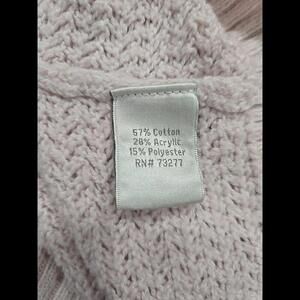 57% Cotton
28% Acrylic
15% Polyester
RN# 73277